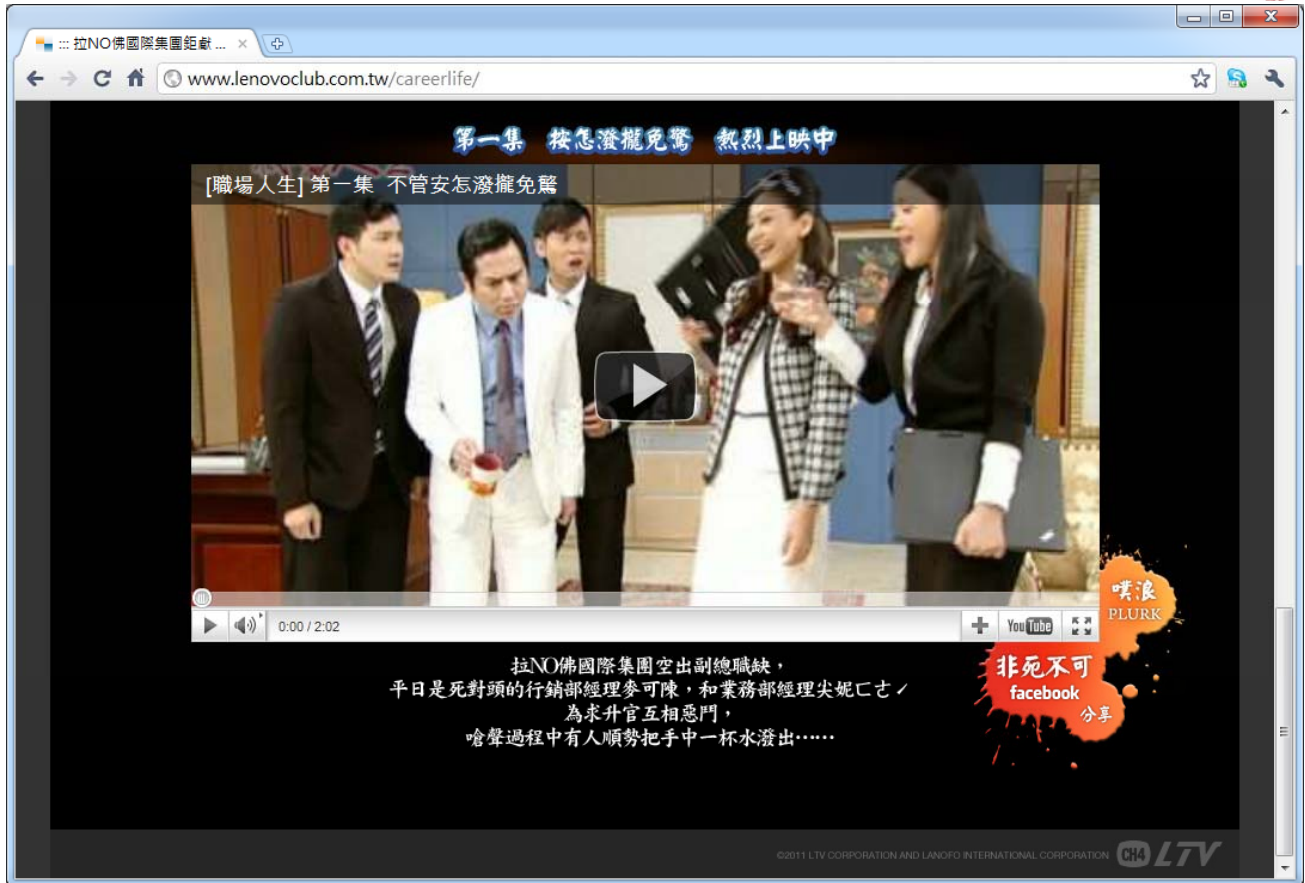 ::: 拉NO佛國際集團鉅獻 ...
www.lenovoclub.com.tw/careerlife/
第一集 按怎潑攏免驚 熱烈上映中
[職場人生] 第一集 不管安怎潑攏免驚
0:00 / 2:02
YouTube
噗浪
PLURK
拉NO佛國際集團空出副總職缺，
平日是死對頭的行銷部經理麥可陳，和業務部經理尖妮ㄈㄜˊ
為求升官互相惡鬥，
嗆聲過程中有人順勢把手中一杯水潑出……
非死不可
facebook
分享
©2011 LTV CORPORATION AND LANOFO INTERNATIONAL CORPORATION CH4 LTV